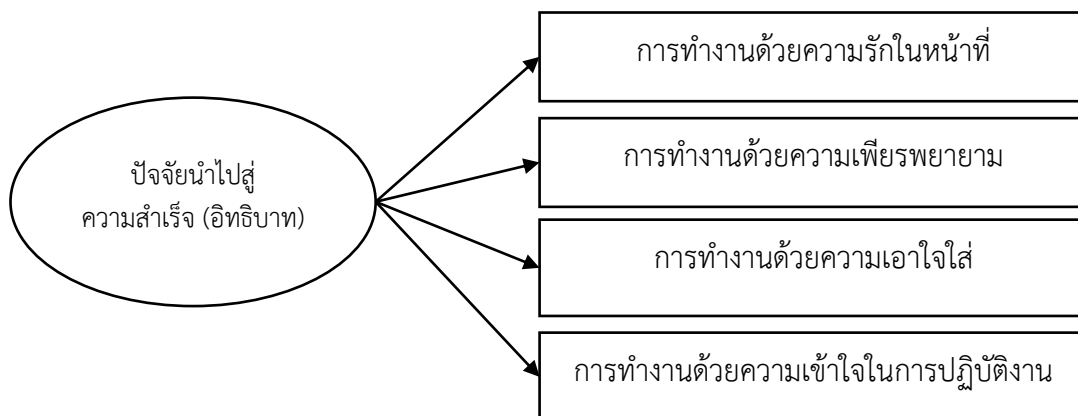 การทำงานด้วยความรักในหน้าที่
การทำงานด้วยความเพียรพยายาม
ปัจจัยนำไปสู่
ความสำเร็จ (อิทธิบาท)
การทำงานด้วยความเอาใจใส่
การทำงานด้วยความเข้าใจในการปฏิบัติงาน